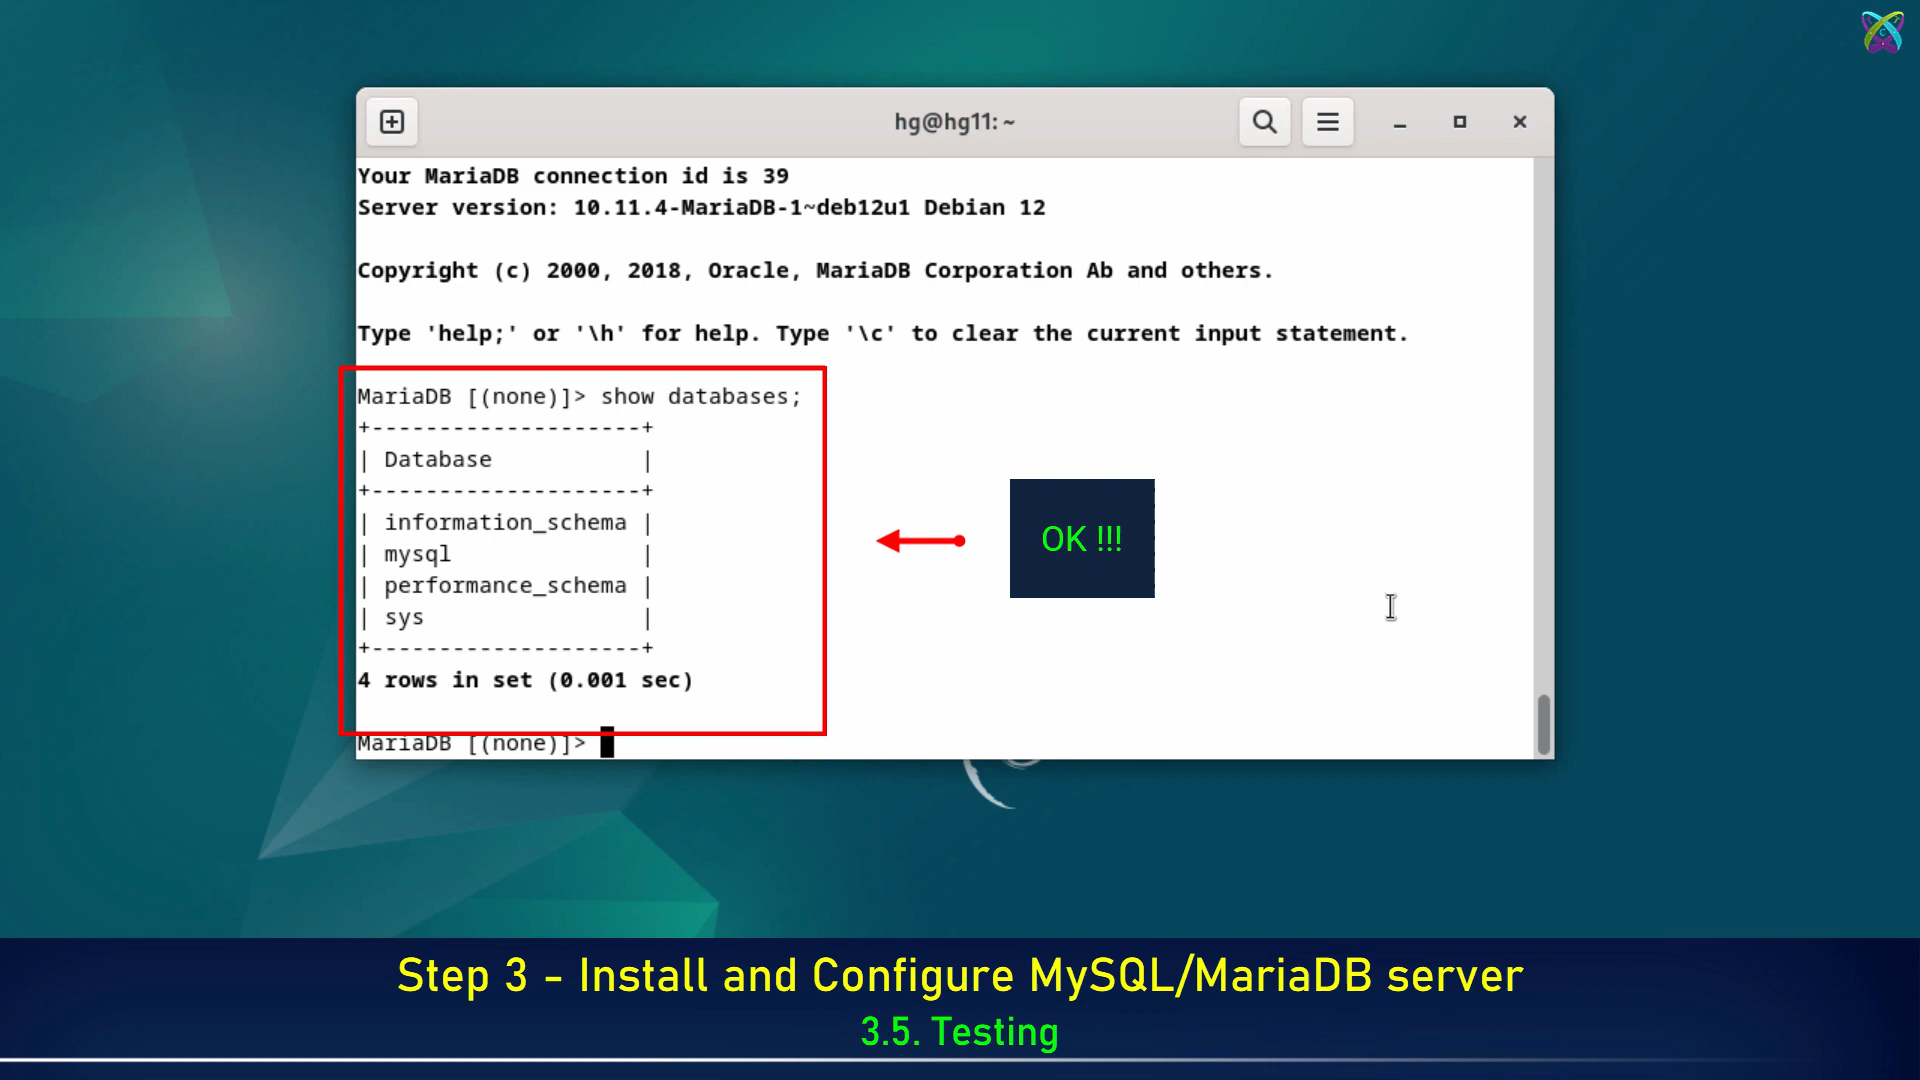 hg@hg11: ~
Your MariaDB connection id is 39
Server version: 10.11.4-MariaDB-1~deb12u1 Debian 12
Copyright (c) 2000, 2018, Oracle, MariaDB Corporation Ab and others.
Type 'help;' or '\h' for help. Type '\c' to clear the current input statement.
MariaDB [(none)]> show databases;
+--------------------+
| Database           |
+--------------------+
| information_schema |
| mysql              |
| performance_schema |
| sys                |
+--------------------+
4 rows in set (0.001 sec)
MariaDB [(none)]>
OK !!!
Step 3 - Install and Configure MySQL/MariaDB server
3.5. Testing